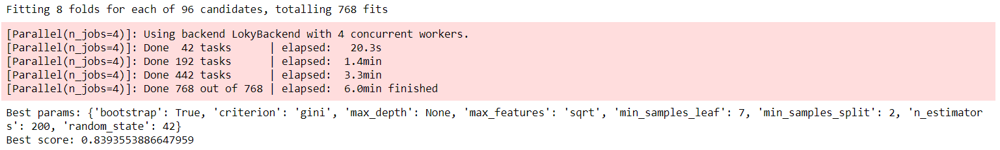 Fitting 8 folds for each of 96 candidates, totalling 768 fits
[Parallel(n_jobs=4)]: Using backend LokyBackend with 4 concurrent workers.
[Parallel(n_jobs=4)]: Done  42 tasks      | elapsed:   20.3s
[Parallel(n_jobs=4)]: Done 192 tasks      | elapsed:  1.4min
[Parallel(n_jobs=4)]: Done 442 tasks      | elapsed:  3.3min
[Parallel(n_jobs=4)]: Done 768 out of 768 | elapsed:  6.0min finished
Best params: {'bootstrap': True, 'criterion': 'gini', 'max_depth': None, 'max_features': 'sqrt', 'min_samples_leaf': 7, 'min_samples_split': 2, 'n_estimator
s': 200, 'random_state': 42}
Best score: 0.8393553886647959